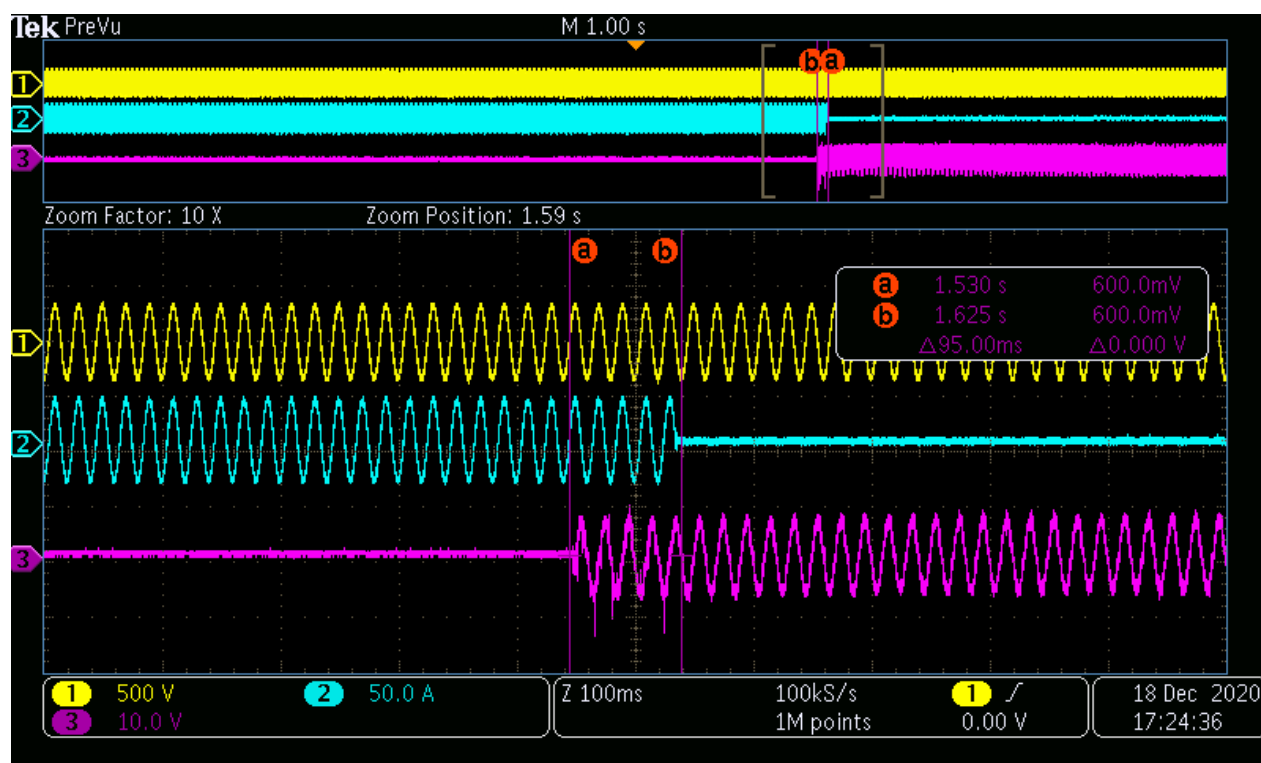 Tek PreVu M 1.00 s
b a
1
2
3
Zoom Factor: 10 X Zoom Position: 1.59 s
a b
a 1.530 s 600.0mV
b 1.625 s 600.0mV
△95.00ms △0.000 V
1
2
3
1 500 V 2 50.0 A Z 100ms 100kS/s 1 18 Dec 2020
3 10.0 V 1M points 0.00 V 17:24:36